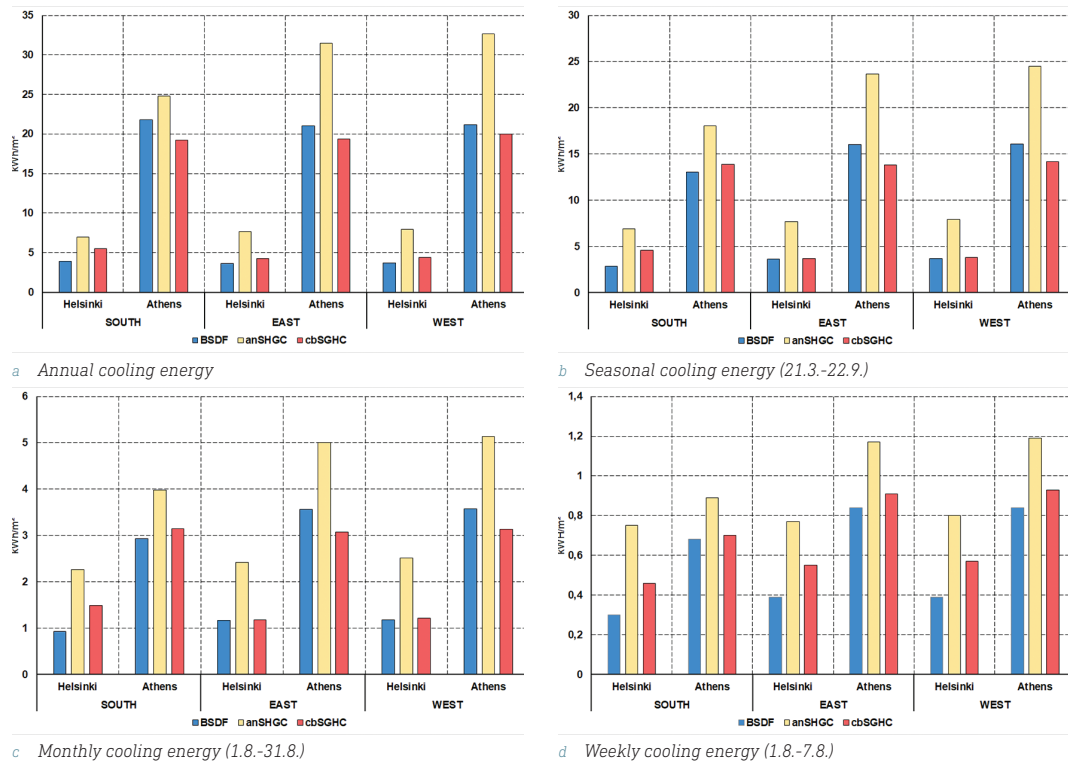 35
30
25
20
15
10
5
0
kWh/m²
Helsinki Athens Helsinki Athens Helsinki Athens
SOUTH EAST WEST
BSDF anSHGC cbSGHC
a Annual cooling energy
30
25
20
15
10
5
0
kWh/m²
Helsinki Athens Helsinki Athens Helsinki Athens
SOUTH EAST WEST
BSDF anSHGC cbSGHC
b Seasonal cooling energy (21.3.-22.9.)
6
5
4
3
2
1
0
kWh/m²
Helsinki Athens Helsinki Athens Helsinki Athens
SOUTH EAST WEST
BSDF anSHGC cbSGHC
c Monthly cooling energy (1.8.-31.8.)
1,4
1,2
1
0,8
0,6
0,4
0,2
0
kWH/m²
Helsinki Athens Helsinki Athens Helsinki Athens
SOUTH EAST WEST
BSDF anSHGC cbSGHC
d Weekly cooling energy (1.8.-7.8.)